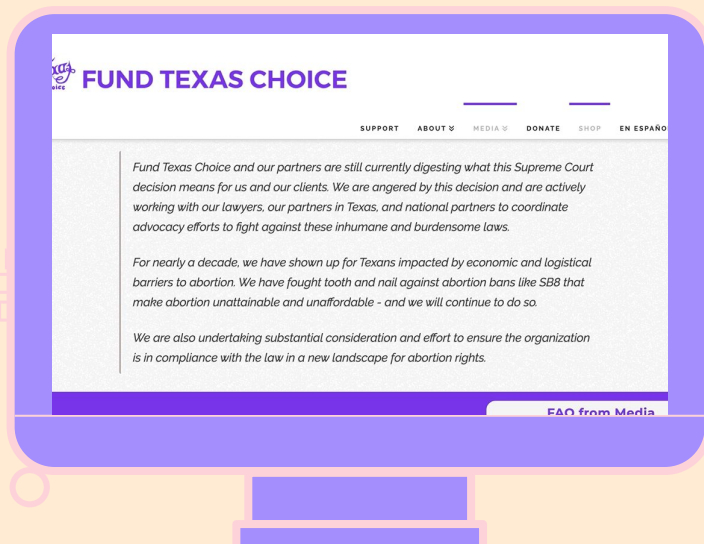 FUND TEXAS CHOICE
SUPPORT ABOUT MEDIA DONATE SHOP EN ESPAÑO
Fund Texas Choice and our partners are still currently digesting what this Supreme Court
decision means for us and our clients. We are angered by this decision and are actively
working with our lawyers, our partners in Texas, and national partners to coordinate
advocacy efforts to fight against these inhumane and burdensome laws.
For nearly a decade, we have shown up for Texans impacted by economic and logistical
barriers to abortion. We have fought tooth and nail against abortion bans like SB8 that
make abortion unattainable and unaffordable - and we will continue to do so.
We are also undertaking substantial consideration and effort to ensure the organization
is in compliance with the law in a new landscape for abortion rights.
FAQ from Media